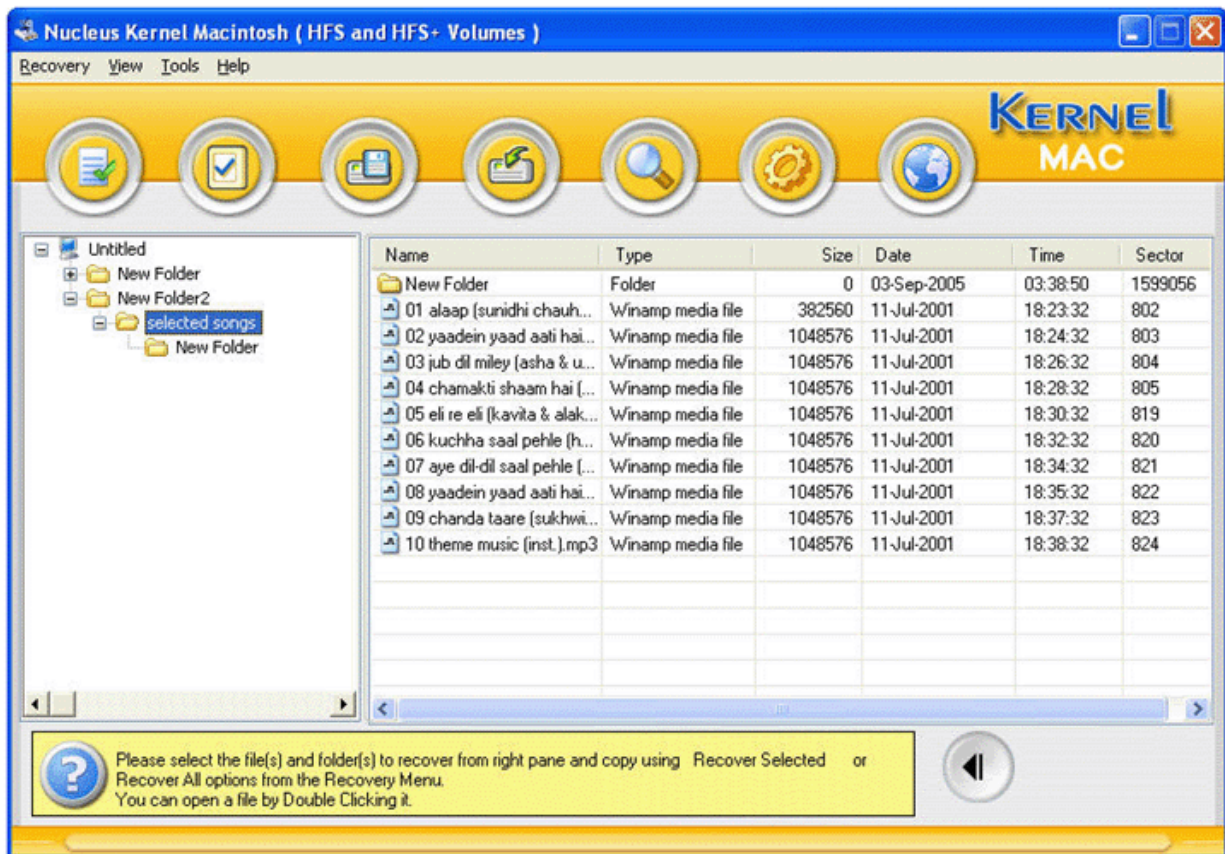 Nucleus Kernel Macintosh ( HFS and HFS+ Volumes )
Recovery View Tools Help
KERNEL
MAC
Untitled
New Folder
New Folder2
selected songs
New Folder
Name Type Size Date Time Sector
New Folder Folder 0 03-Sep-2005 03:38:50 1599056
01 alaap (sunidhi chauh... Winamp media file 382560 11-Jul-2001 18:23:32 802
02 yaadein yaad aati hai... Winamp media file 1048576 11-Jul-2001 18:24:32 803
03 jub dil miley (asha & u... Winamp media file 1048576 11-Jul-2001 18:26:32 804
04 chamakti shaam hai (... Winamp media file 1048576 11-Jul-2001 18:28:32 805
05 eli re eli (kavita & alak... Winamp media file 1048576 11-Jul-2001 18:30:32 819
06 kuchha saal pehle (h... Winamp media file 1048576 11-Jul-2001 18:32:32 820
07 aye dil-dil saal pehle (... Winamp media file 1048576 11-Jul-2001 18:34:32 821
08 yaadein yaad aati hai... Winamp media file 1048576 11-Jul-2001 18:35:32 822
09 chanda taare (sukhwi... Winamp media file 1048576 11-Jul-2001 18:37:32 823
10 theme music (inst.).mp3 Winamp media file 1048576 11-Jul-2001 18:38:32 824
Please select the file(s) and folder(s) to recover from right pane and copy using Recover Selected or
Recover All options from the Recovery Menu.
You can open a file by Double Clicking it.